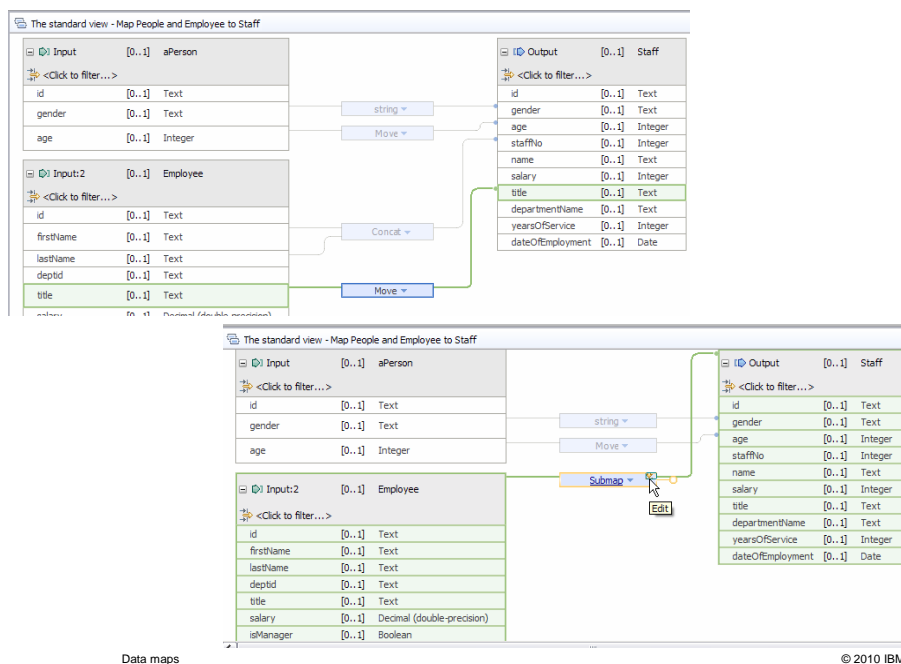 The standard view - Map People and Employee to Staff
Input [0..1] aPerson
<Click to filter...>
id [0..1] Text
gender [0..1] Text
age [0..1] Integer
Input:2 [0..1] Employee
<Click to filter...>
id [0..1] Text
firstName [0..1] Text
lastName [0..1] Text
deptid [0..1] Text
title [0..1] Text
salary [0..1] Decimal (double-precision)
string
Move
Concat
Move
Output [0..1] Staff
<Click to filter...>
id [0..1] Text
gender [0..1] Text
age [0..1] Integer
staffNo [0..1] Integer
name [0..1] Text
salary [0..1] Integer
title [0..1] Text
departmentName [0..1] Text
yearsOfService [0..1] Integer
dateOfEmployment [0..1] Date
The standard view - Map People and Employee to Staff
Input [0..1] aPerson
<Click to filter...>
id [0..1] Text
gender [0..1] Text
age [0..1] Integer
Input:2 [0..1] Employee
<Click to filter...>
id [0..1] Text
firstName [0..1] Text
lastName [0..1] Text
deptid [0..1] Text
title [0..1] Text
salary [0..1] Decimal (double-precision)
isManager [0..1] Boolean
string
Move
Submap
Edit
Output [0..1] Staff
<Click to filter...>
id [0..1] Text
gender [0..1] Text
age [0..1] Integer
staffNo [0..1] Integer
name [0..1] Text
salary [0..1] Integer
title [0..1] Text
departmentName [0..1] Text
yearsOfService [0..1] Integer
dateOfEmployment [0..1] Date
Data maps
© 2010 IBM